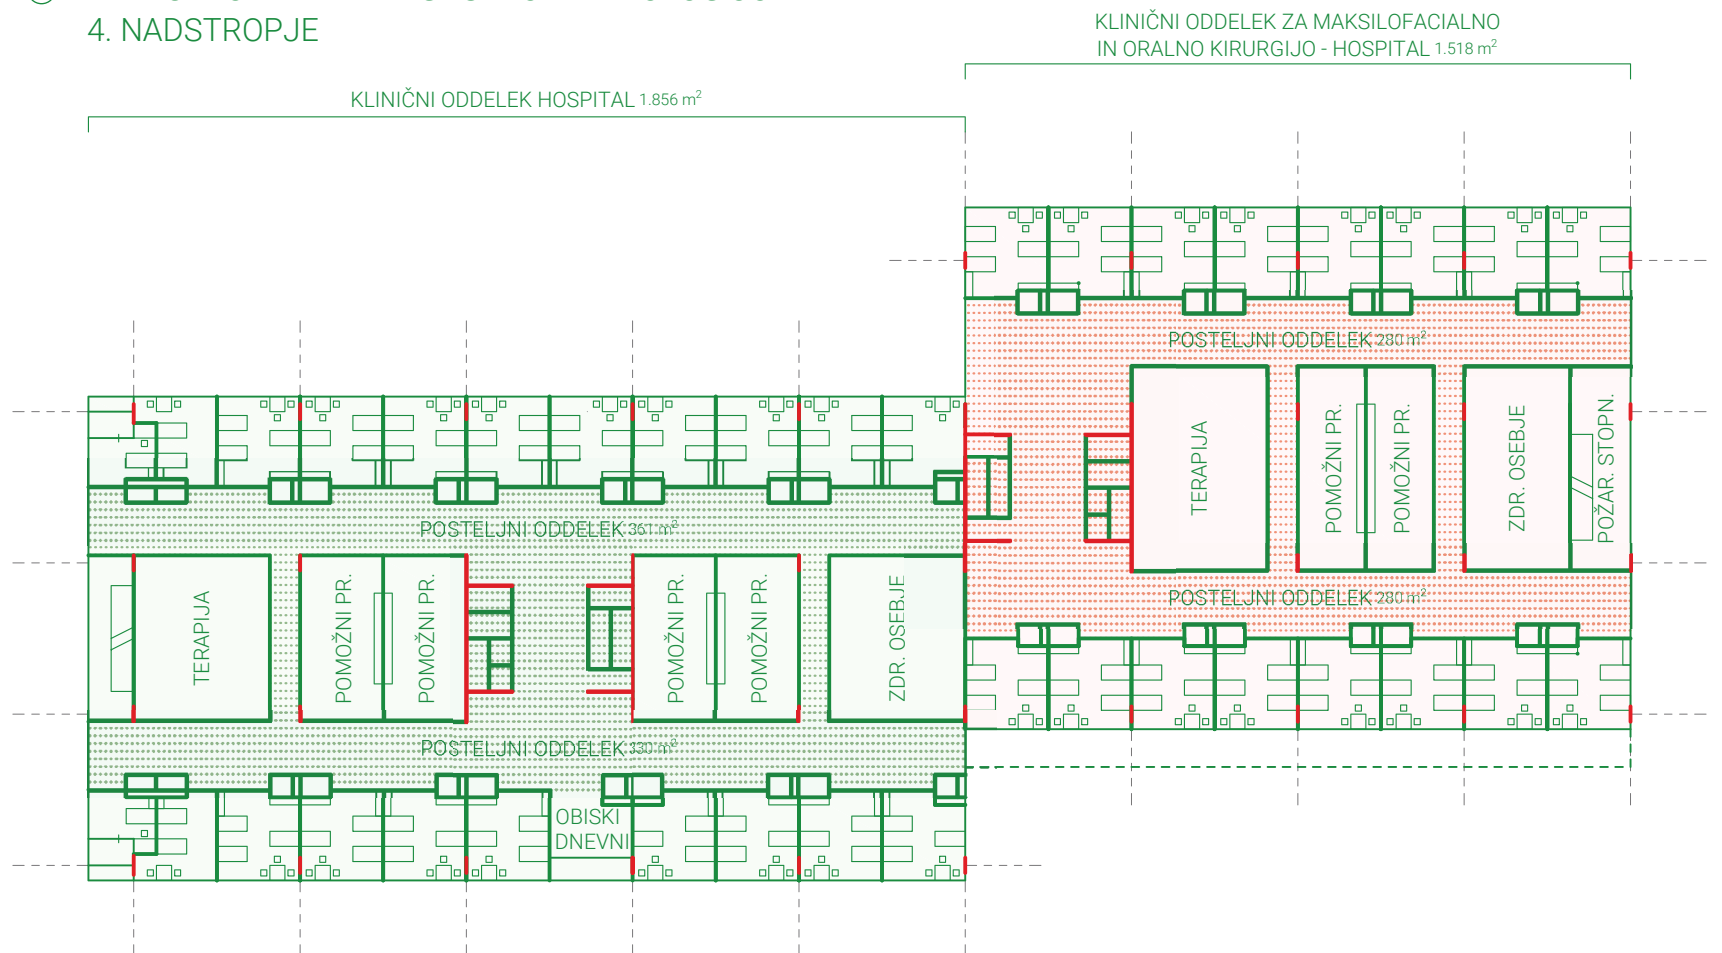 4. NADSTROPJE
KLINIČNI ODDELEK ZA MAKSILOFACIALNO
IN ORALNO KIRURGIJO - HOSPITAL 1.518 m²
KLINIČNI ODDELEK HOSPITAL 1.856 m²
POSTELJNI ODDELEK 280 m²
TERAPIJA
POMOŽNI PR.
POMOŽNI PR.
ZDR. OSEBJE
POŽAR. STOPN.
POSTELJNI ODDELEK 280 m²
POSTELJNI ODDELEK 361 m²
TERAPIJA
POMOŽNI PR.
POMOŽNI PR.
POMOŽNI PR.
POMOŽNI PR.
ZDR. OSEBJE
POSTELJNI ODDELEK 330 m²
OBISKI
DNEVNI